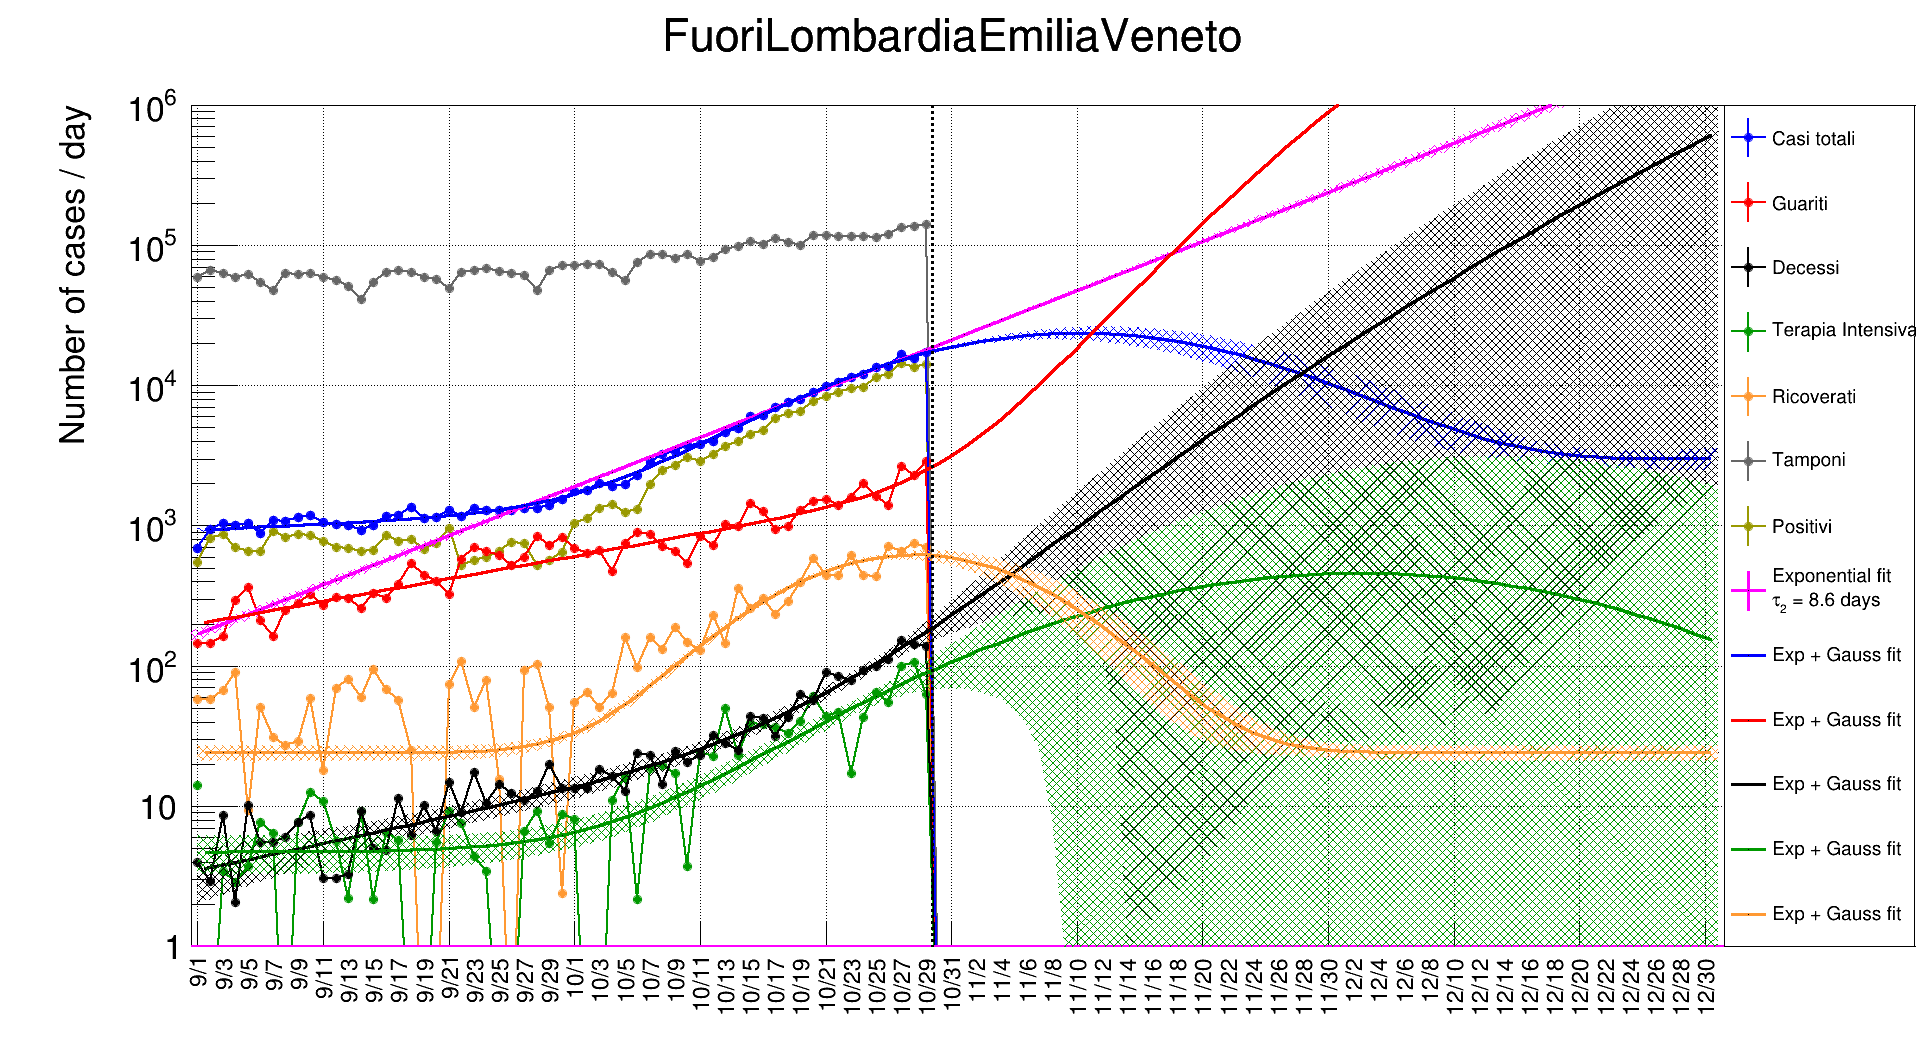 FuoriLombardiaEmiliaVeneto
Number of cases / day
10^6
10^5
10^4
10^3
10^2
10
1
9/1 9/3 9/5 9/7 9/9 9/11 9/13 9/15 9/17 9/19 9/21 9/23 9/25 9/27 9/29 10/1 10/3 10/5 10/7 10/9 10/11 10/13 10/15 10/17 10/19 10/21 10/23 10/25 10/27 10/29 10/31 11/2 11/4 11/6 11/8 11/10 11/12 11/14 11/16 11/18 11/20 11/22 11/24 11/26 11/28 11/30 12/2 12/4 12/6 12/8 12/10 12/12 12/14 12/16 12/18 12/20 12/22 12/24 12/26 12/28 12/30
Casi totali
Guariti
Decessi
Terapia Intensiva
Ricoverati
Tamponi
Positivi
Exponential fit
τ2 = 8.6 days
Exp + Gauss fit
Exp + Gauss fit
Exp + Gauss fit
Exp + Gauss fit
Exp + Gauss fit